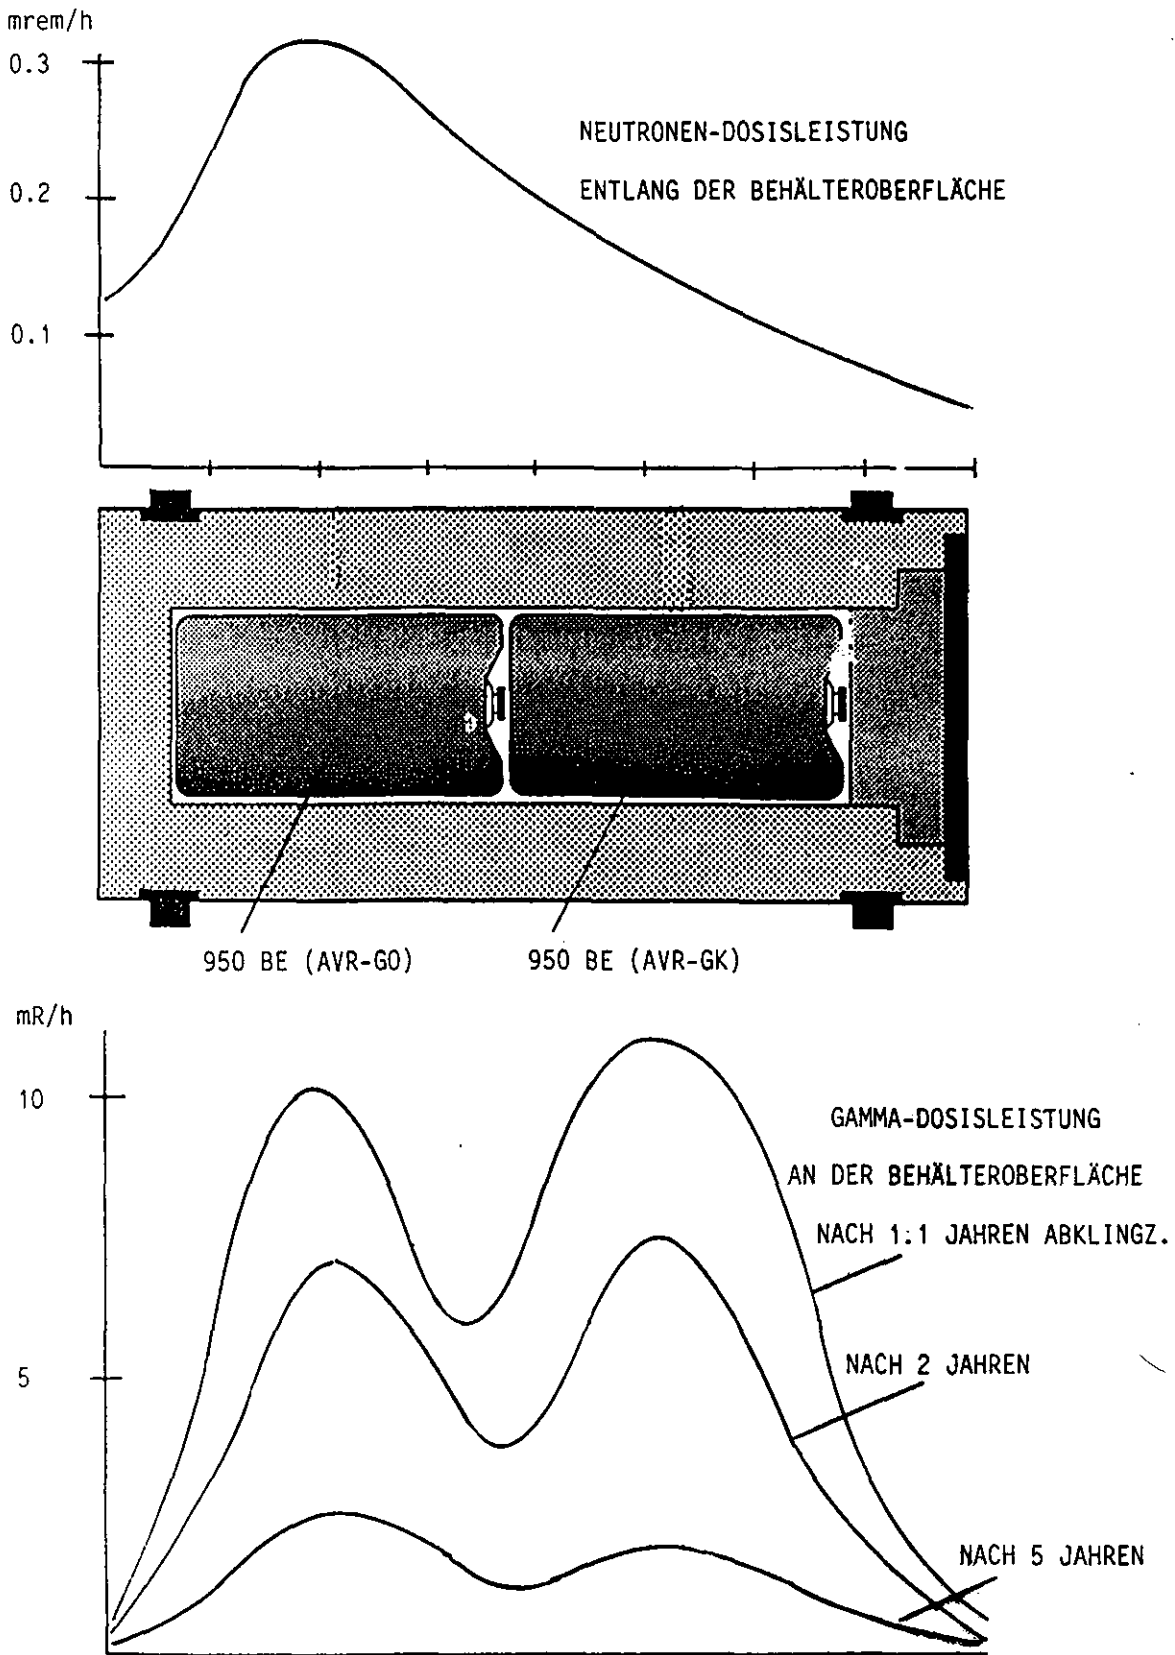 mrem/h
0.3
0.2
0.1
NEUTRONEN-DOSISLEISTUNG
ENTLANG DER BEHÄLTEROBERFLÄCHE
950 BE (AVR-GO)
950 BE (AVR-GK)
mR/h
10
5
GAMMA-DOSISLEISTUNG
AN DER BEHÄLTEROBERFLÄCHE
NACH 1.1 JAHREN ABKLINGZ.
NACH 2 JAHREN
NACH 5 JAHREN